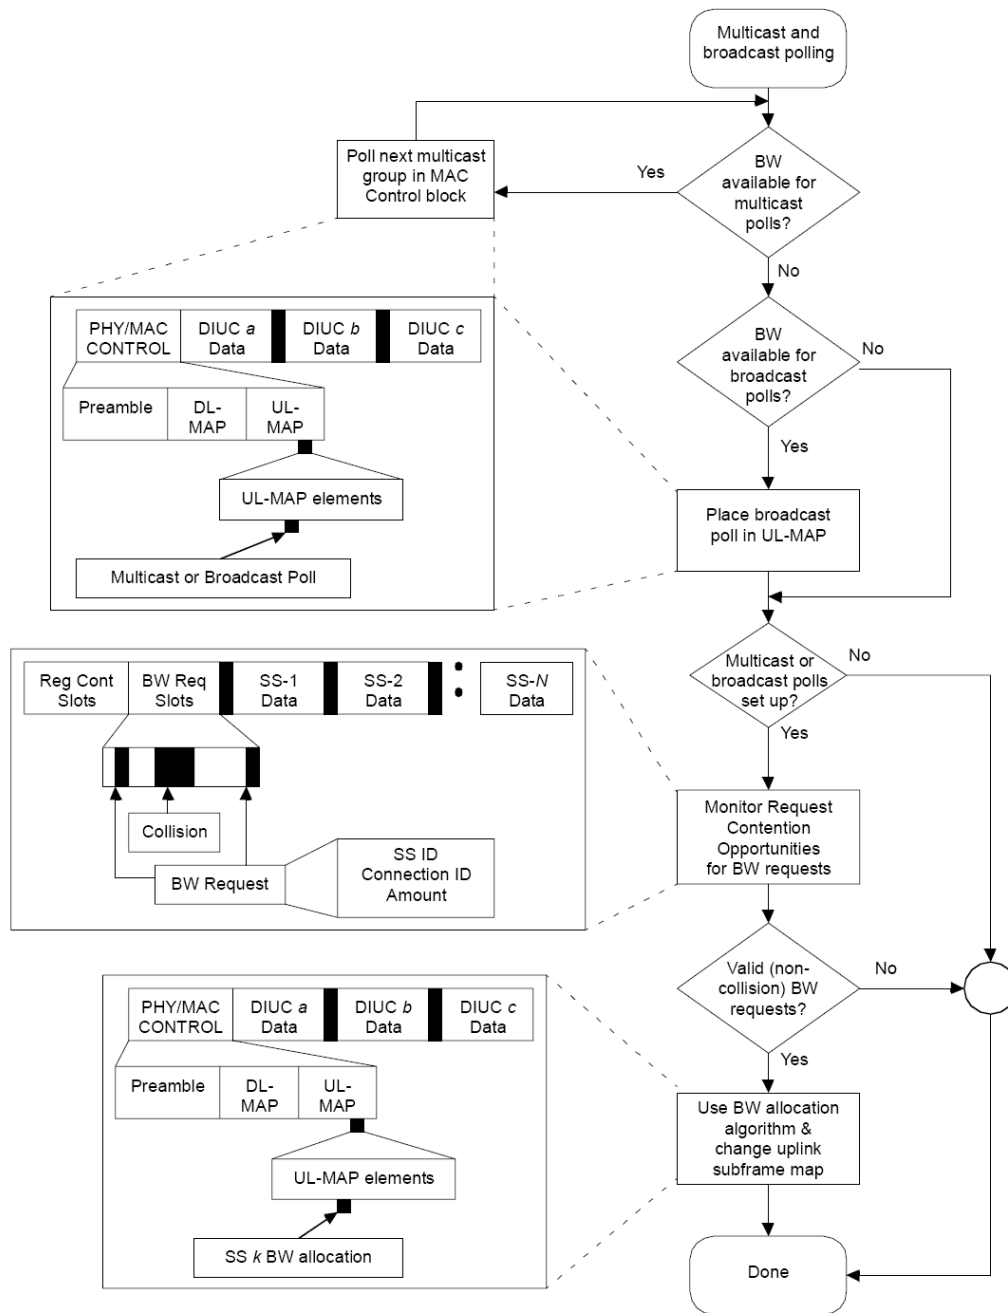 Multicast and
broadcast polling
Poll next multicast
group in MAC
Control block
Yes
BW
available for
multicast
polls?
No
PHY/MAC
CONTROL
DIUC a
Data
DIUC b
Data
DIUC c
Data
Preamble
DL-
MAP
UL-
MAP
UL-MAP elements
Multicast or Broadcast Poll
BW
available for
broadcast
polls?
No
Yes
Place broadcast
poll in UL-MAP
Multicast or
broadcast polls
set up?
No
Yes
Reg Cont
Slots
BW Req
Slots
SS-1
Data
SS-2
Data
SS-N
Data
Collision
BW Request
SS ID
Connection ID
Amount
Monitor Request
Contention
Opportunities
for BW requests
Valid (non-
collision) BW
requests?
No
Yes
PHY/MAC
CONTROL
DIUC a
Data
DIUC b
Data
DIUC c
Data
Preamble
DL-
MAP
UL-
MAP
UL-MAP elements
SS k BW allocation
Use BW allocation
algorithm &
change uplink
subframe map
Done